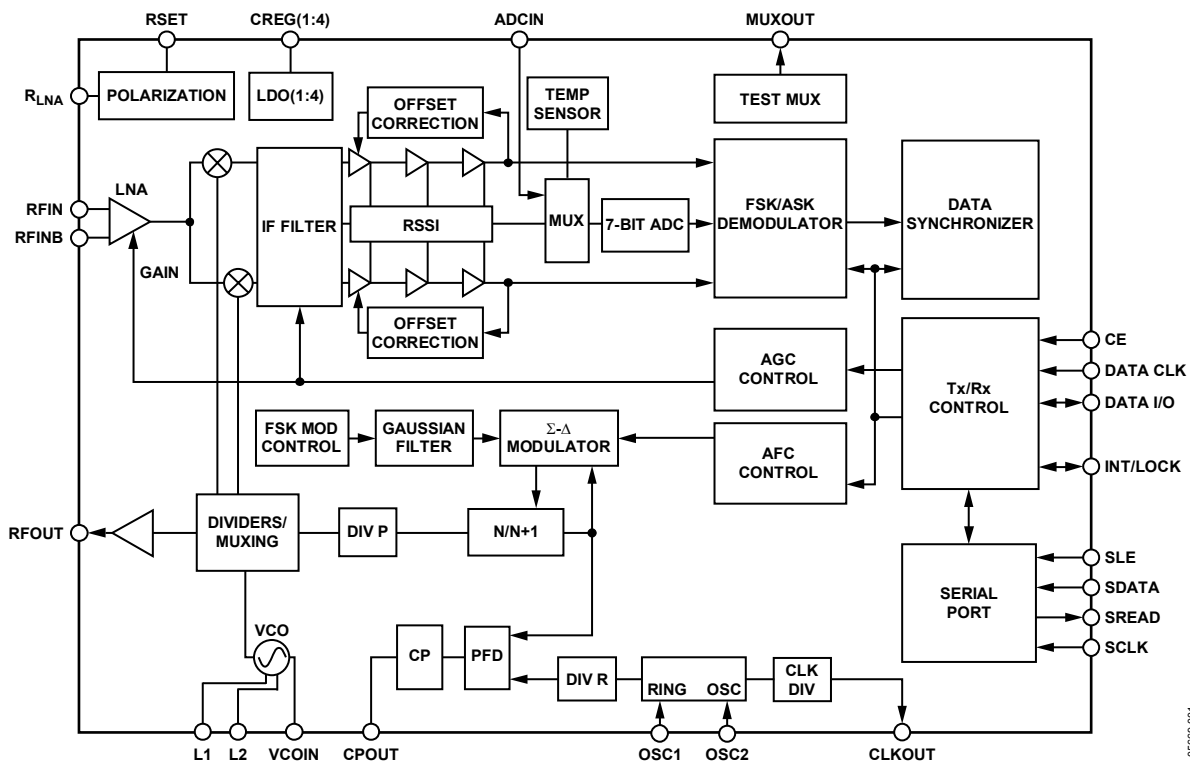 RSET
CREG(1:4)
ADCIN
MUXOUT
RLNA
POLARIZATION
LDO(1:4)
OFFSET
CORRECTION
TEMP
SENSOR
TEST MUX
LNA
RFIN
RFINB
GAIN
IF FILTER
RSSI
MUX
7-BIT ADC
FSK/ASK
DEMODULATOR
DATA
SYNCHRONIZER
OFFSET
CORRECTION
AGC
CONTROL
Tx/Rx
CONTROL
CE
DATA CLK
DATA I/O
INT/LOCK
FSK MOD
CONTROL
GAUSSIAN
FILTER
Σ-Δ
MODULATOR
AFC
CONTROL
RFOUT
DIVIDERS/
MUXING
DIV P
N/N+1
SERIAL
PORT
SLE
SDATA
SREAD
SCLK
VCO
CP
PFD
DIV R
RING
OSC
CLK
DIV
L1
L2
VCOIN
CPOUT
OSC1
OSC2
CLKOUT